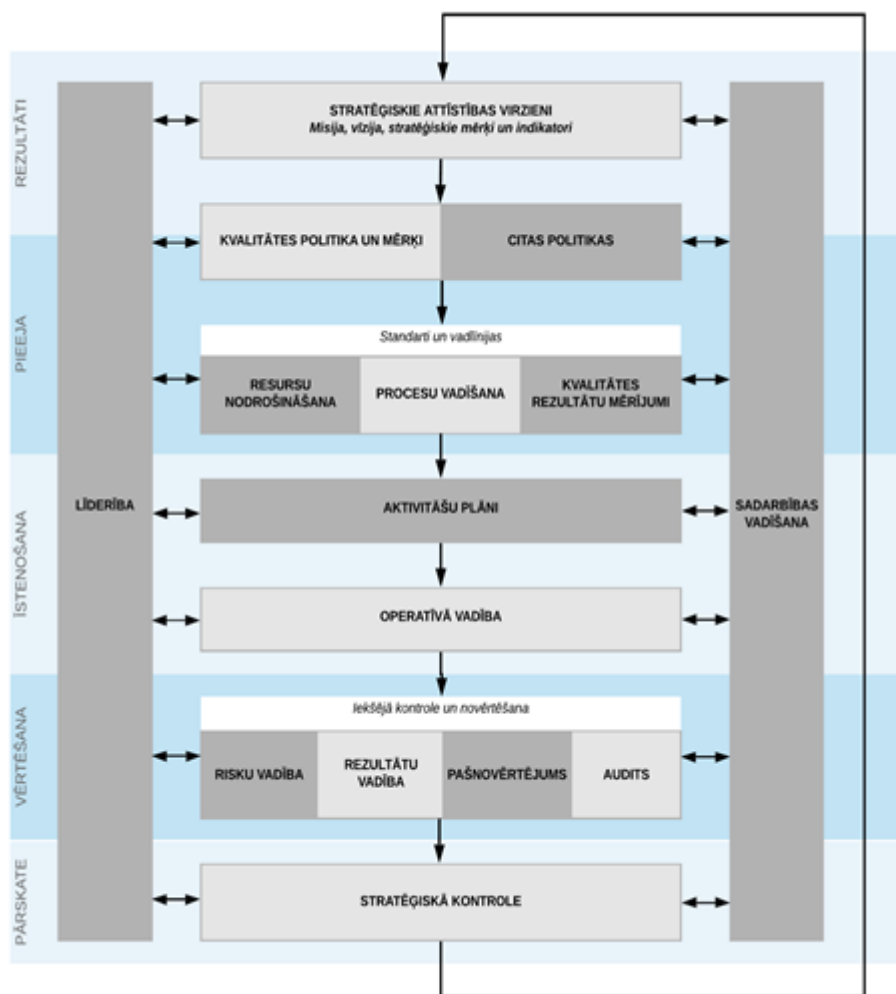 REZULTĀTI
STRATĒĢISKIE ATTĪSTĪBAS VIRZIENI
Misija, vīzija, stratēģiskie mērķi un indikatori
KVALITĀTES POLITIKA UN MĒRĶI
CITAS POLITIKAS
PIEEJA
Standarti un vadlīnijas
RESURSU
NODROŠINĀŠANA
PROCESU VADĪŠANA
KVALITĀTES
REZULTĀTU MĒRĪJUMI
LĪDERĪBA
AKTIVITĀŠU PLĀNI
SADARBĪBAS
VADĪŠANA
ĪSTENOŠANA
OPERATĪVĀ VADĪBA
VĒRTĒŠANA
Iekšējā kontrole un novērtēšana
RISKU VADĪBA
REZULTĀTU
VADĪBA
PAŠNOVĒRTĒJUMS
AUDITS
PĀRSKATE
STRATĒĢISKĀ KONTROLE